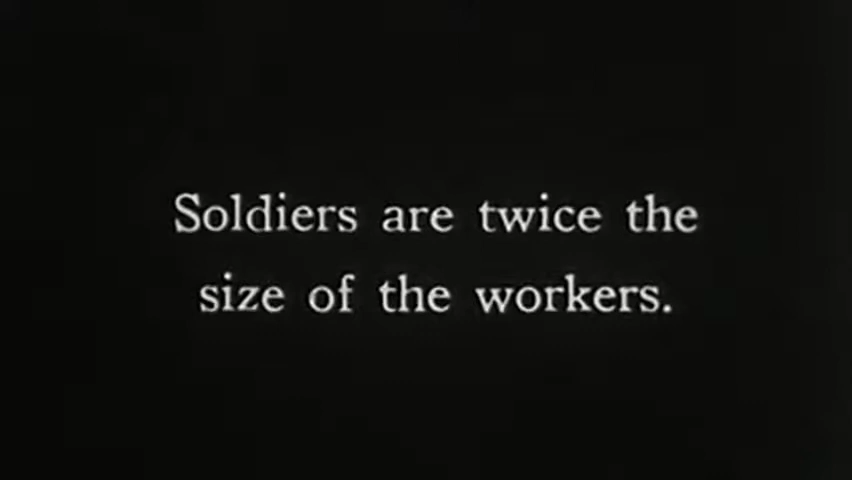 Soldiers are twice the
size of the workers.